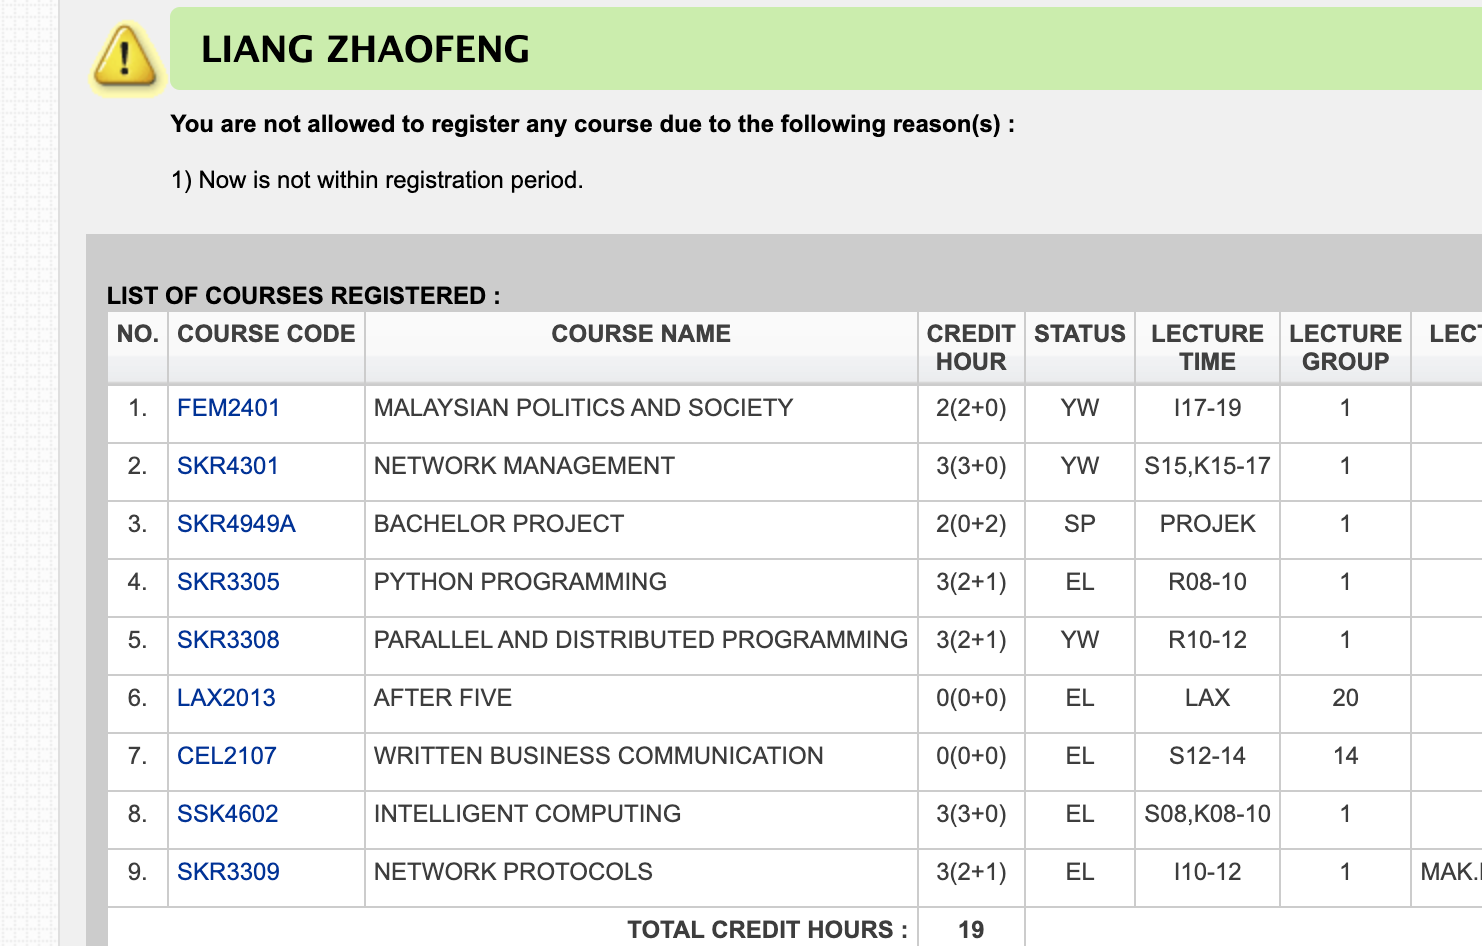 LIANG ZHAOFENG
You are not allowed to register any course due to the following reason(s) :
1) Now is not within registration period.
LIST OF COURSES REGISTERED :
NO. COURSE CODE COURSE NAME CREDIT HOUR STATUS LECTURE TIME LECTURE GROUP
1. FEM2401 MALAYSIAN POLITICS AND SOCIETY 2(2+0) YW I17-19 1
2. SKR4301 NETWORK MANAGEMENT 3(3+0) YW S15,K15-17 1
3. SKR4949A BACHELOR PROJECT 2(0+2) SP PROJEK 1
4. SKR3305 PYTHON PROGRAMMING 3(2+1) EL R08-10 1
5. SKR3308 PARALLEL AND DISTRIBUTED PROGRAMMING 3(2+1) YW R10-12 1
6. LAX2013 AFTER FIVE 0(0+0) EL LAX 20
7. CEL2107 WRITTEN BUSINESS COMMUNICATION 0(0+0) EL S12-14 14
8. SSK4602 INTELLIGENT COMPUTING 3(3+0) EL S08,K08-10 1
9. SKR3309 NETWORK PROTOCOLS 3(2+1) EL I10-12 1 MAK.
TOTAL CREDIT HOURS : 19